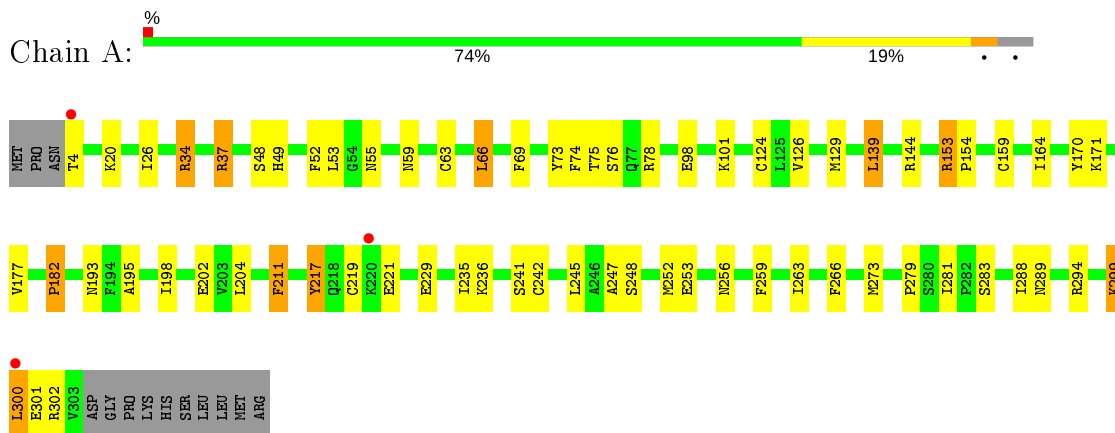 %
Chain A:
74% 19% • •
MET PRO ASN T4 K20 I26 R34 R37 S48 H49 F52 L53 G54 N55 N59 C63 L66 F69 Y73 F74 T75 S76 Q77 R78 E98 K101 C124 L125 V126 M129 L139 R144 R153 P154 C159 I164 Y170 K171
V177 P182 N193 F194 A195 I198 E202 V203 L204 F211 Y217 Q218 C219 K220 E221 E229 I235 K236 S241 C242 L245 A246 A247 S248 M252 E253 N256 F259 I263 F266 M273 P279 S280 I281 P282 S283 I288 N289 R294 K299
L300 E301 R302 V303 ASP GLY PRO LYS HIS SER LEU LEU MET ARG